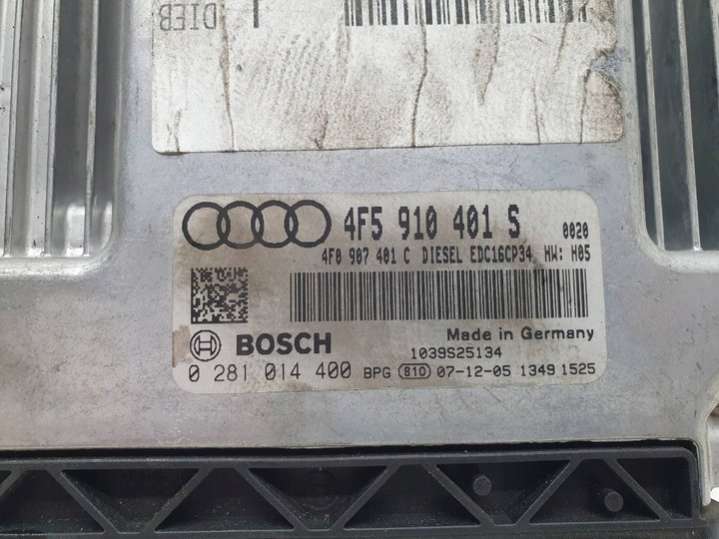 DIEB
4F5 910 401 S 0020
4F0 907 401 C DIESEL EDC16CP34 HW: H05
BOSCH Made in Germany
1039S25134
0 281 014 400 BPG 810 07-12-05 1349 1525